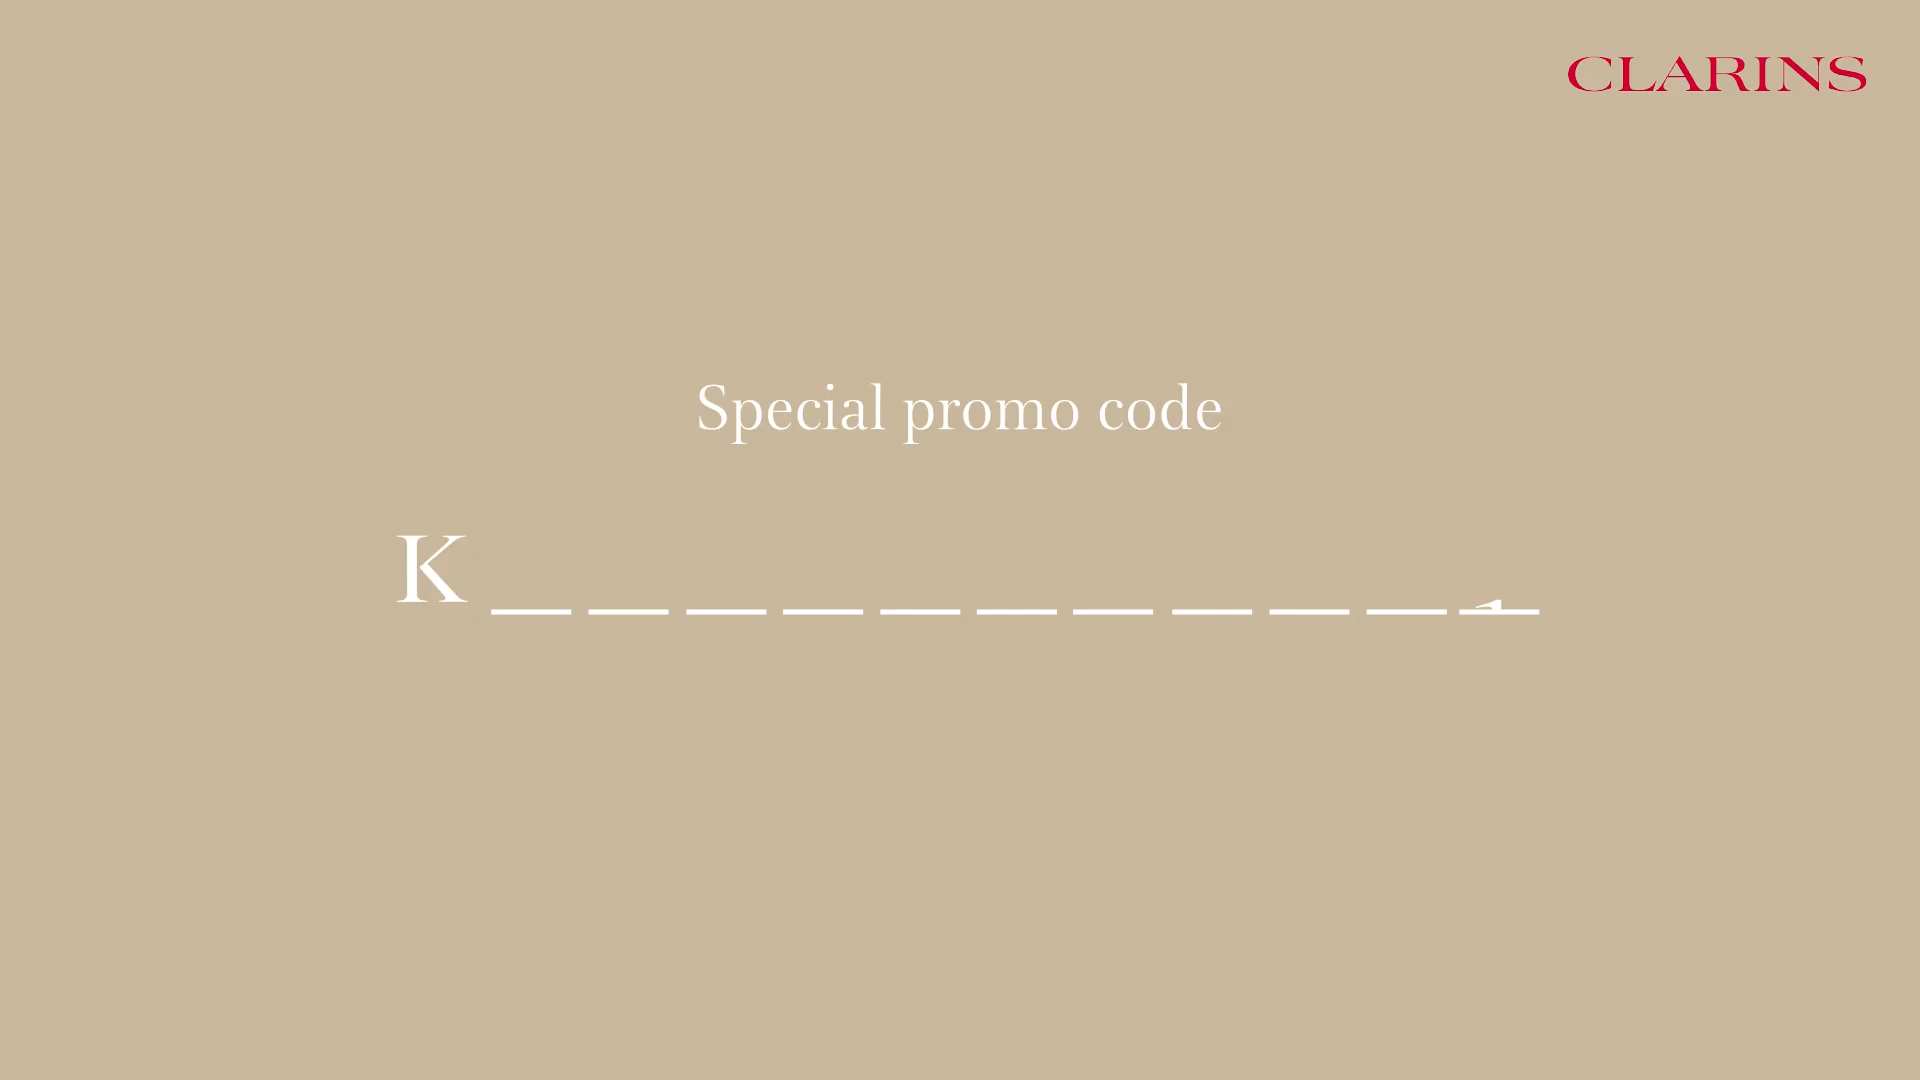 CLARINS
Special promo code
K _ _ _ _ _ _ _ _ _ _ _